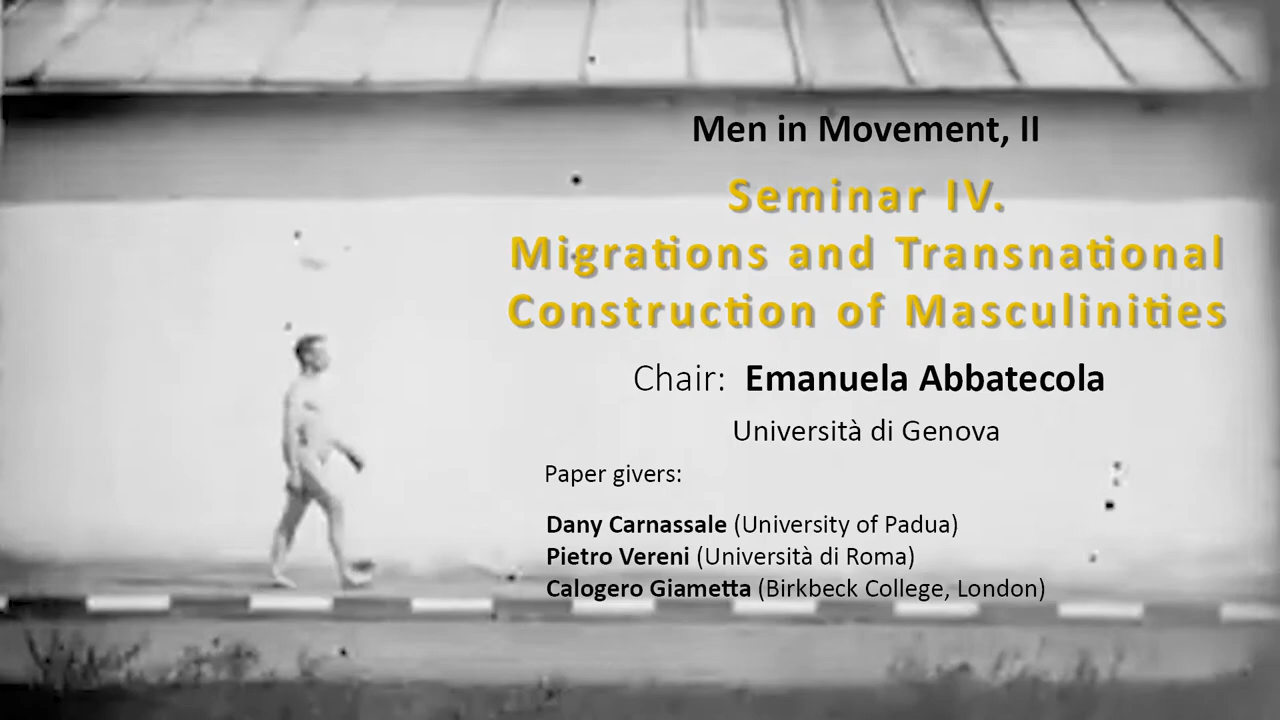 Men in Movement, II
Seminar IV.
Migrations and Transnational
Construction of Masculinities
Chair: Emanuela Abbatecola
Università di Genova
Paper givers:
Dany Carnassale (University of Padua)
Pietro Vereni (Università di Roma)
Calogero Giametta (Birkbeck College, London)